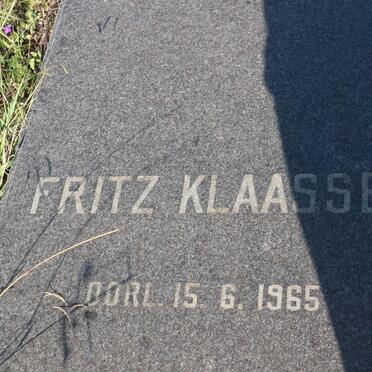 FRITZ KLAASSE
OORL. 15. 6. 1965